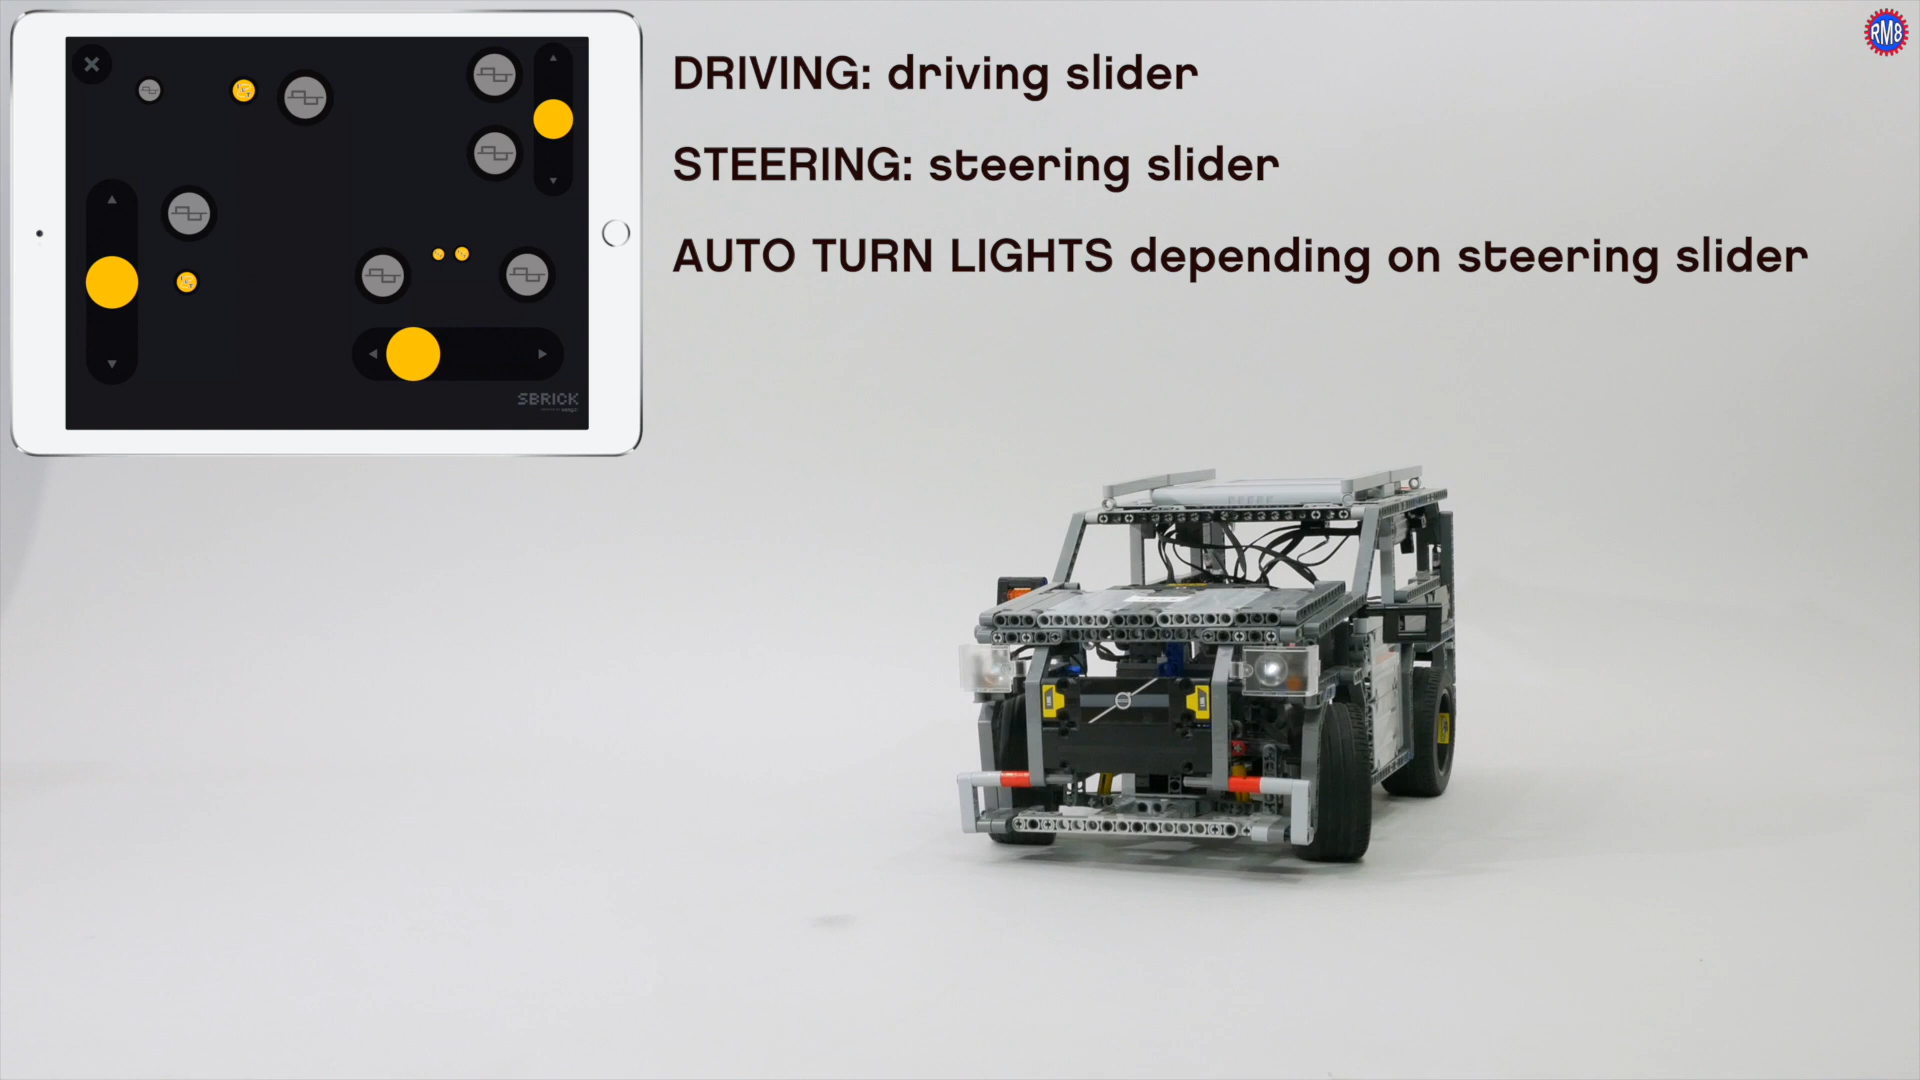 RM8
DRIVING: driving slider
STEERING: steering slider
AUTO TURN LIGHTS depending on steering slider
SBRICK